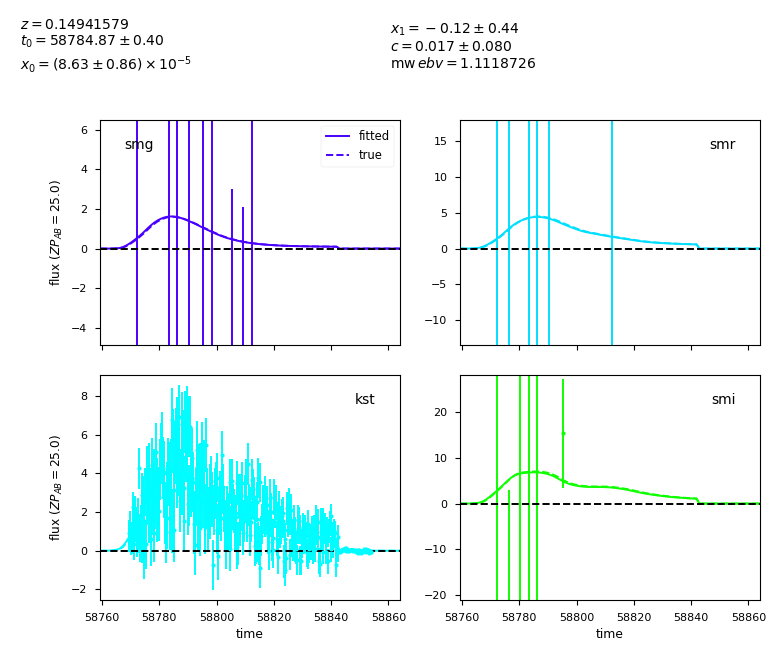 z = 0.14941579
t₀ = 58784.87 ± 0.40
x₀ = (8.63 ± 0.86) × 10⁻⁵
x₁ = −0.12 ± 0.44
c = 0.017 ± 0.080
mw ebv = 1.1118726
smg
fitted
true
6
4
2
0
−2
−4
flux (ZP_AB = 25.0)
smr
15
10
5
0
−5
−10
kst
8
6
4
2
0
−2
flux (ZP_AB = 25.0)
58760 58780 58800 58820 58840 58860
time
smi
20
10
0
−10
−20
58760 58780 58800 58820 58840 58860
time